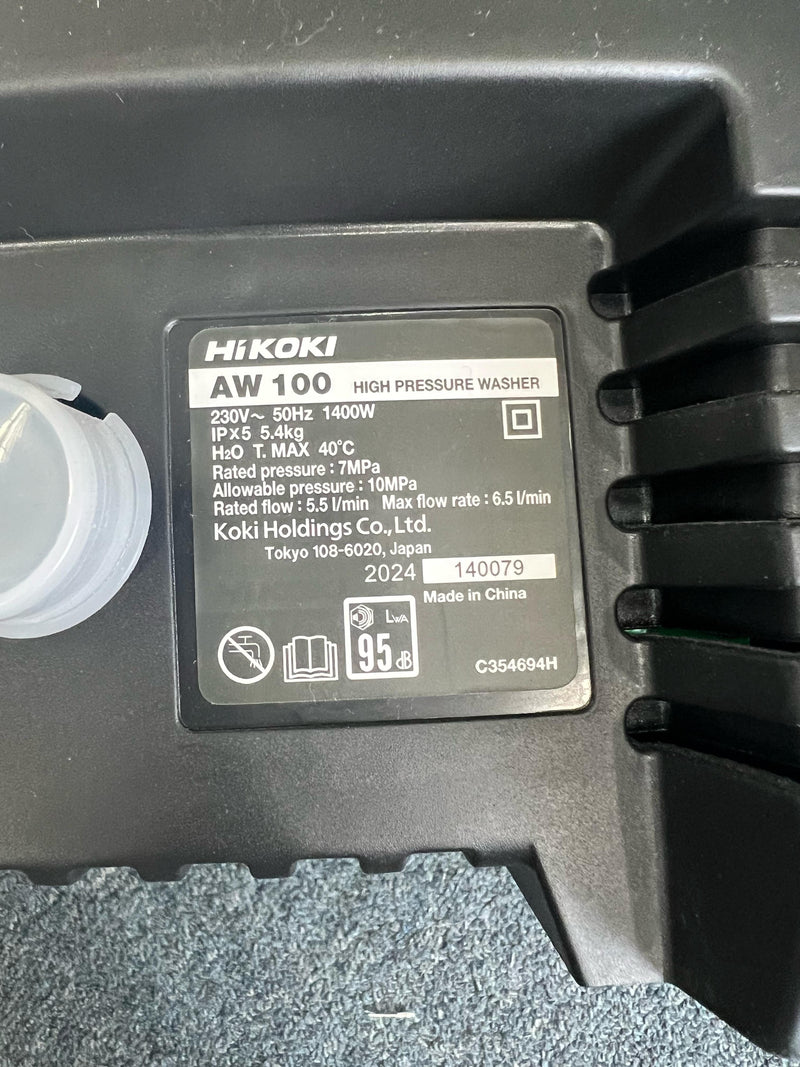 HiKOKI
AW 100 HIGH PRESSURE WASHER
230V～ 50Hz 1400W
IPX5 5.4kg
H₂O T. MAX 40°C
Rated pressure : 7MPa
Allowable pressure : 10MPa
Rated flow : 5.5 l/min Max flow rate : 6.5 l/min
Koki Holdings Co.,Ltd.
Tokyo 108-6020, Japan
2024 140079
Made in China
LWA
95 dB
C354694H